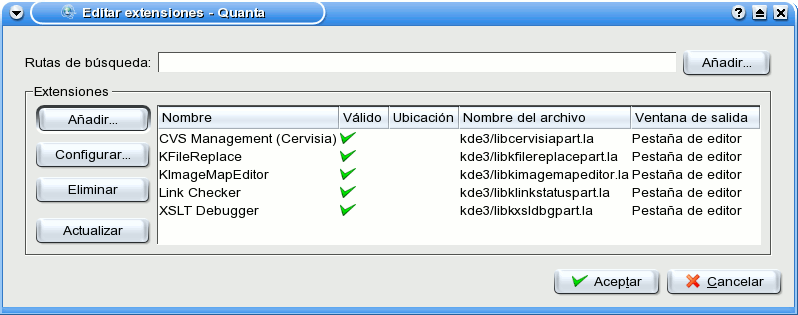 Editar extensiones - Quanta
Rutas de búsqueda: Añadir...
Extensiones
Añadir...
Configurar...
Eliminar
Actualizar
Nombre Válido Ubicación Nombre del archivo Ventana de salida
CVS Management (Cervisia) kde3/libcervisiapart.la Pestaña de editor
KFileReplace kde3/libkfilereplacepart.la Pestaña de editor
KImageMapEditor kde3/libkimagemapeditor.la Pestaña de editor
Link Checker kde3/libklinkstatuspart.la Pestaña de editor
XSLT Debugger kde3/libkxsldbgpart.la Pestaña de editor
Aceptar Cancelar